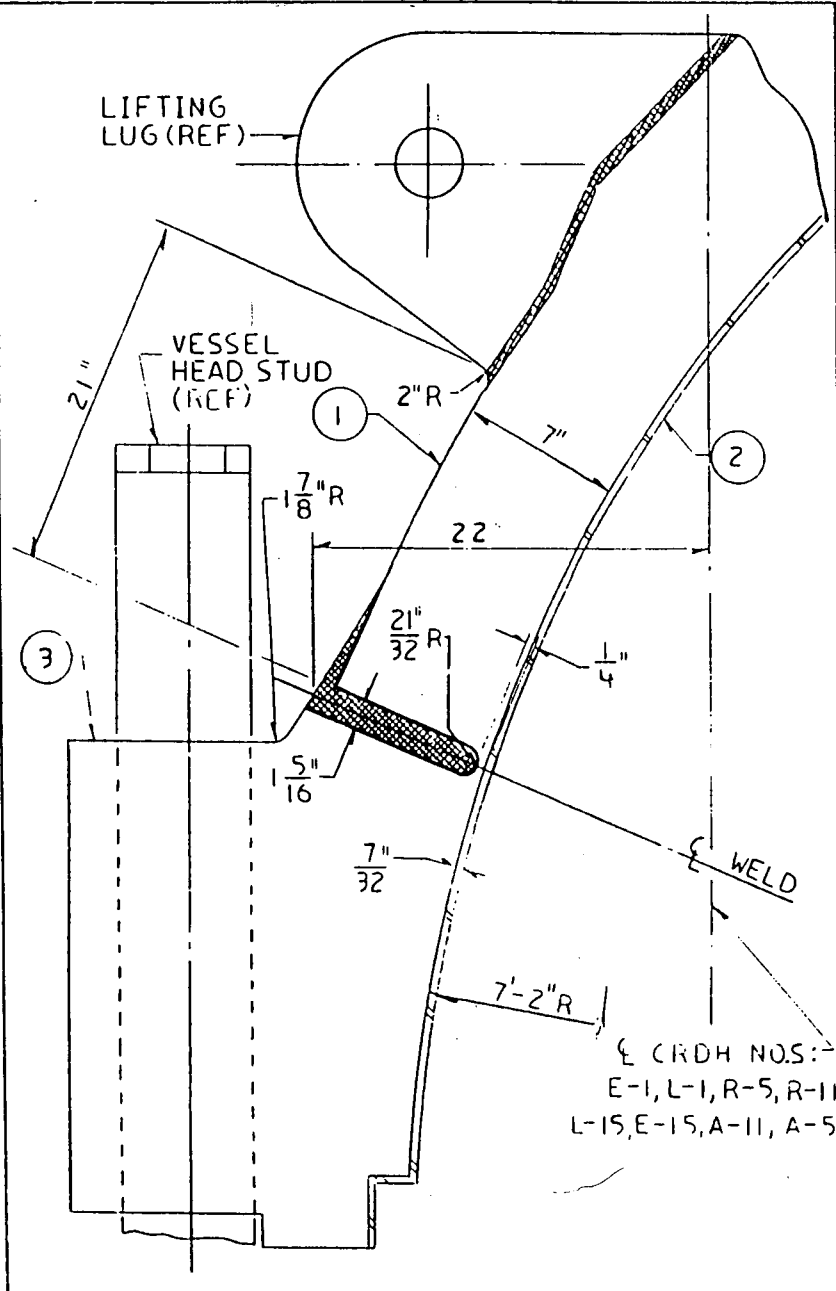 LIFTING
LUG (REF)
21"
VESSEL
HEAD STUD
(REF)
2"R
1
7"
2
1 7/8"R
22
3
21"/32 R
1/4"
1 5"/16
7"/32
℄ WELD
7'-2"R
℄ CRDH NO.S:
E-1, L-1, R-5, R-11
L-15, E-15, A-11, A-5